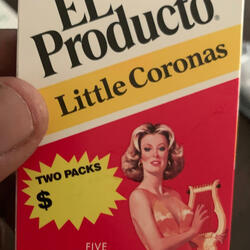 EL
Producto®
Little Coronas
TWO PACKS
$
FIVE